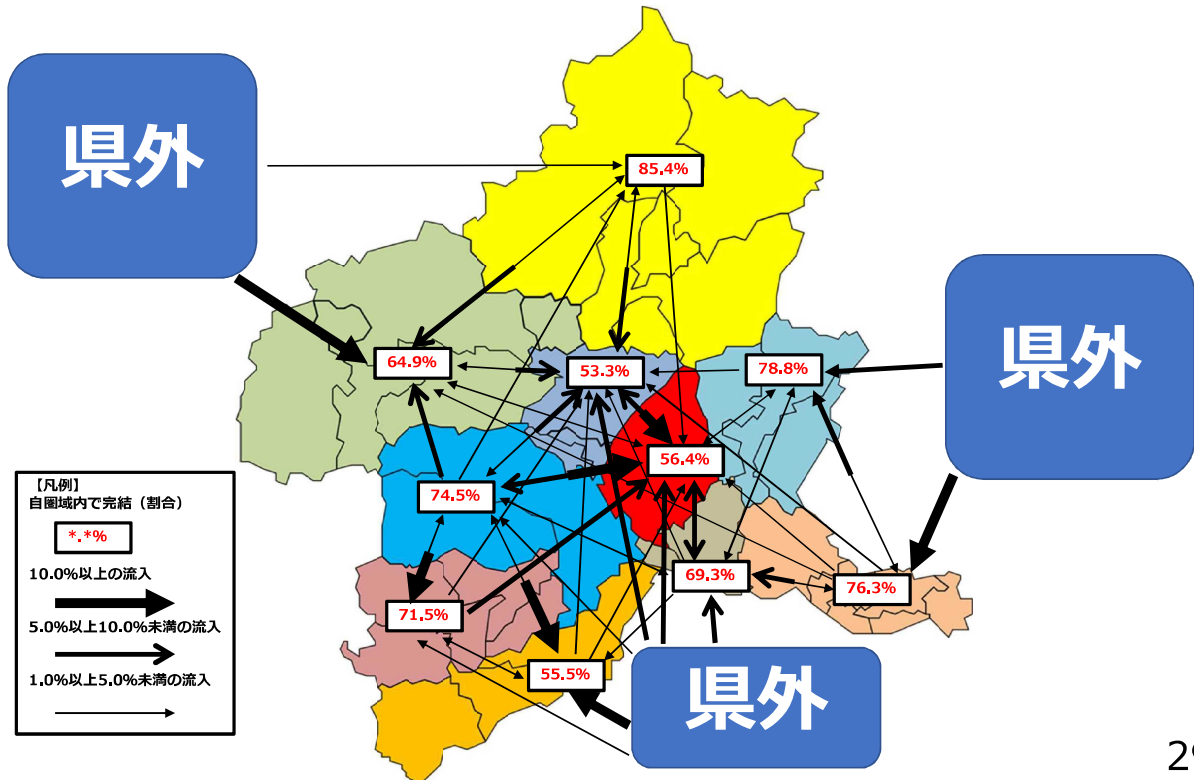 県外
85.4%
県外
64.9%
53.3%
78.8%
56.4%
74.5%
【凡例】
自圏域内で完結（割合）
*.*%
10.0%以上の流入
5.0%以上10.0%未満の流入
1.0%以上5.0%未満の流入
69.3%
76.3%
71.5%
55.5%
県外